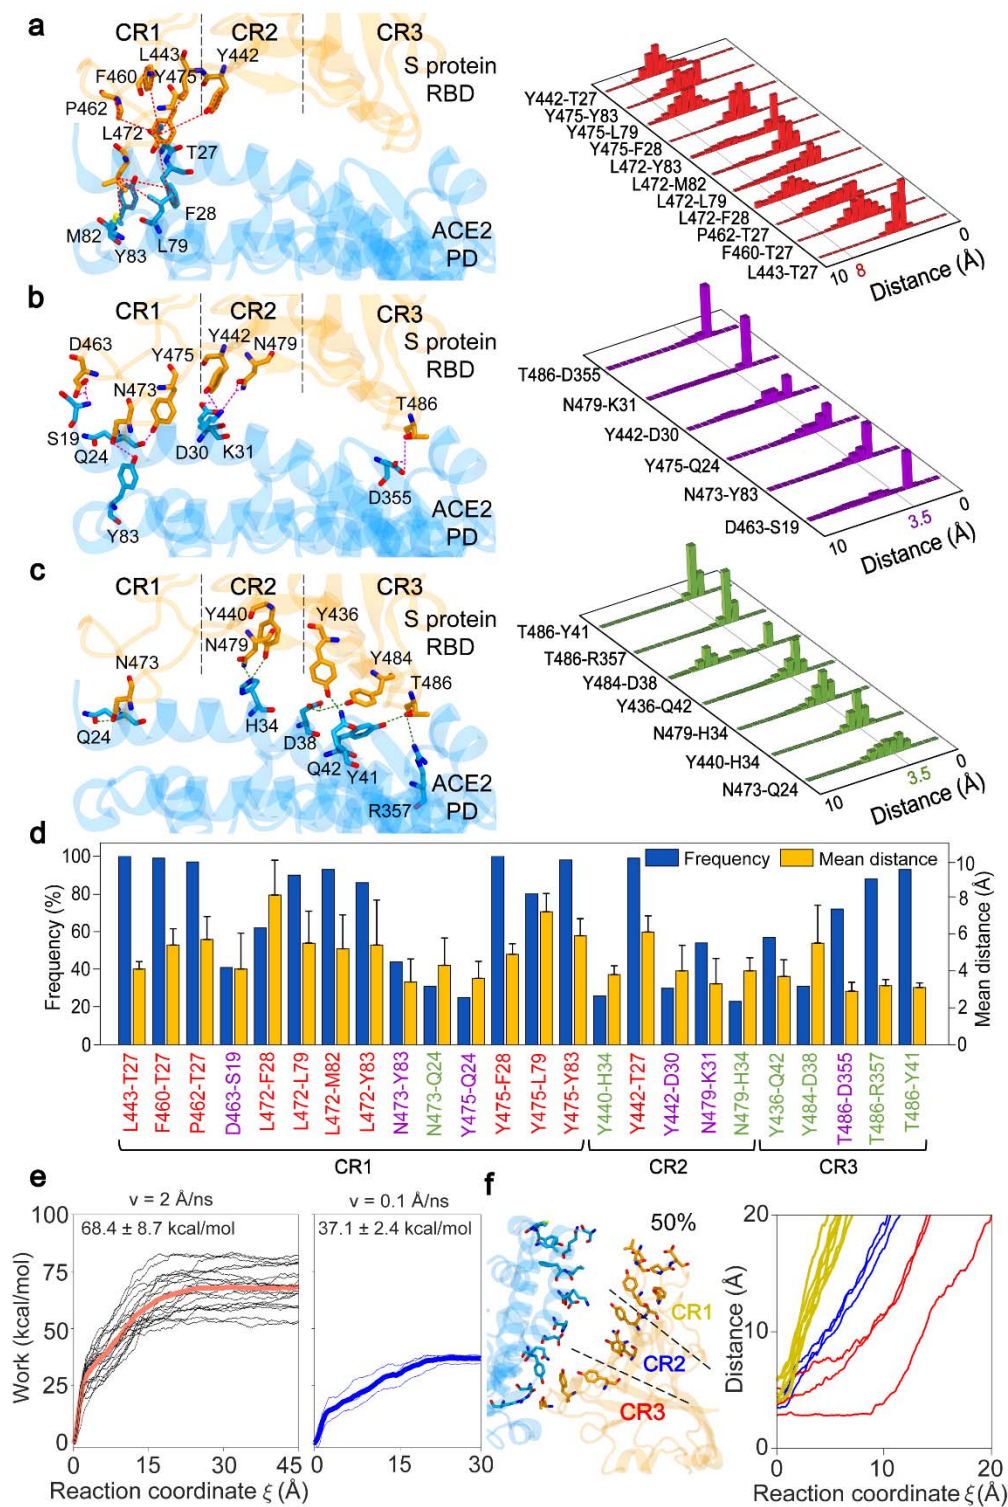 a
CR1
CR2
CR3
L443
Y442
F460
Y475
S protein
RBD
P462
L472
T27
F28
M82
Y83
L79
ACE2
PD
Y442-T27
Y475-Y83
Y475-L79
Y475-F28
L472-Y83
L472-M82
L472-L79
L472-F28
P462-T27
F460-T27
L443-T27
10
8
0
Distance (Å)
b
CR1
CR2
CR3
D463
Y475
Y442
N479
S protein
RBD
N473
T486
S19
Q24
D30
K31
D355
Y83
ACE2
PD
T486-D355
N479-K31
Y442-D30
Y475-Q24
N473-Y83
D463-S19
10
3.5
0
Distance (Å)
c
CR1
CR2
CR3
Y440
Y436
S protein
RBD
N479
N473
Y484
T486
Q24
H34
D38
Q42
Y41
R357
ACE2
PD
T486-Y41
T486-R357
Y484-D38
Y436-Q42
N479-H34
Y440-H34
N473-Q24
10
3.5
0
Distance (Å)
d
Frequency (%)
100
80
60
40
20
0
Frequency
Mean distance
10
8
6
4
2
0
Mean distance (Å)
L443-T27
F460-T27
P462-T27
D463-S19
L472-F28
L472-L79
L472-M82
L472-Y83
N473-Y83
N473-Q24
Y475-Q24
Y475-F28
Y475-L79
Y475-Y83
Y440-H34
Y442-T27
Y442-D30
N479-K31
N479-H34
Y436-Q42
Y484-D38
T486-D355
T486-R357
T486-Y41
CR1
CR2
CR3
e
v = 2 Å/ns
v = 0.1 Å/ns
68.4 ± 8.7 kcal/mol
37.1 ± 2.4 kcal/mol
Work (kcal/mol)
100
75
50
25
0
0
15
30
45
0
15
30
Reaction coordinate ξ (Å)
f
50%
CR1
CR2
CR3
Distance (Å)
20
10
0
0
10
20
Reaction coordinate ξ (Å)